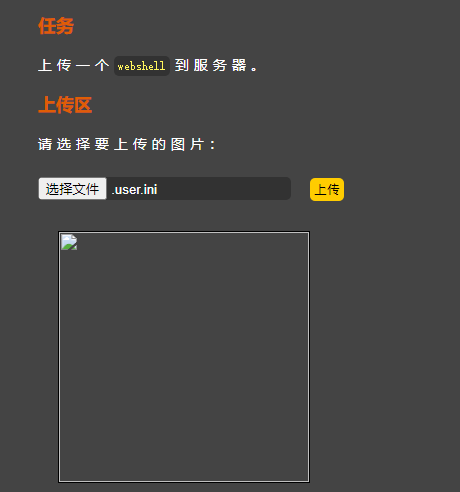 任务
上传一个 webshell 到服务器。
上传区
请选择要上传的图片：
选择文件 .user.ini 上传